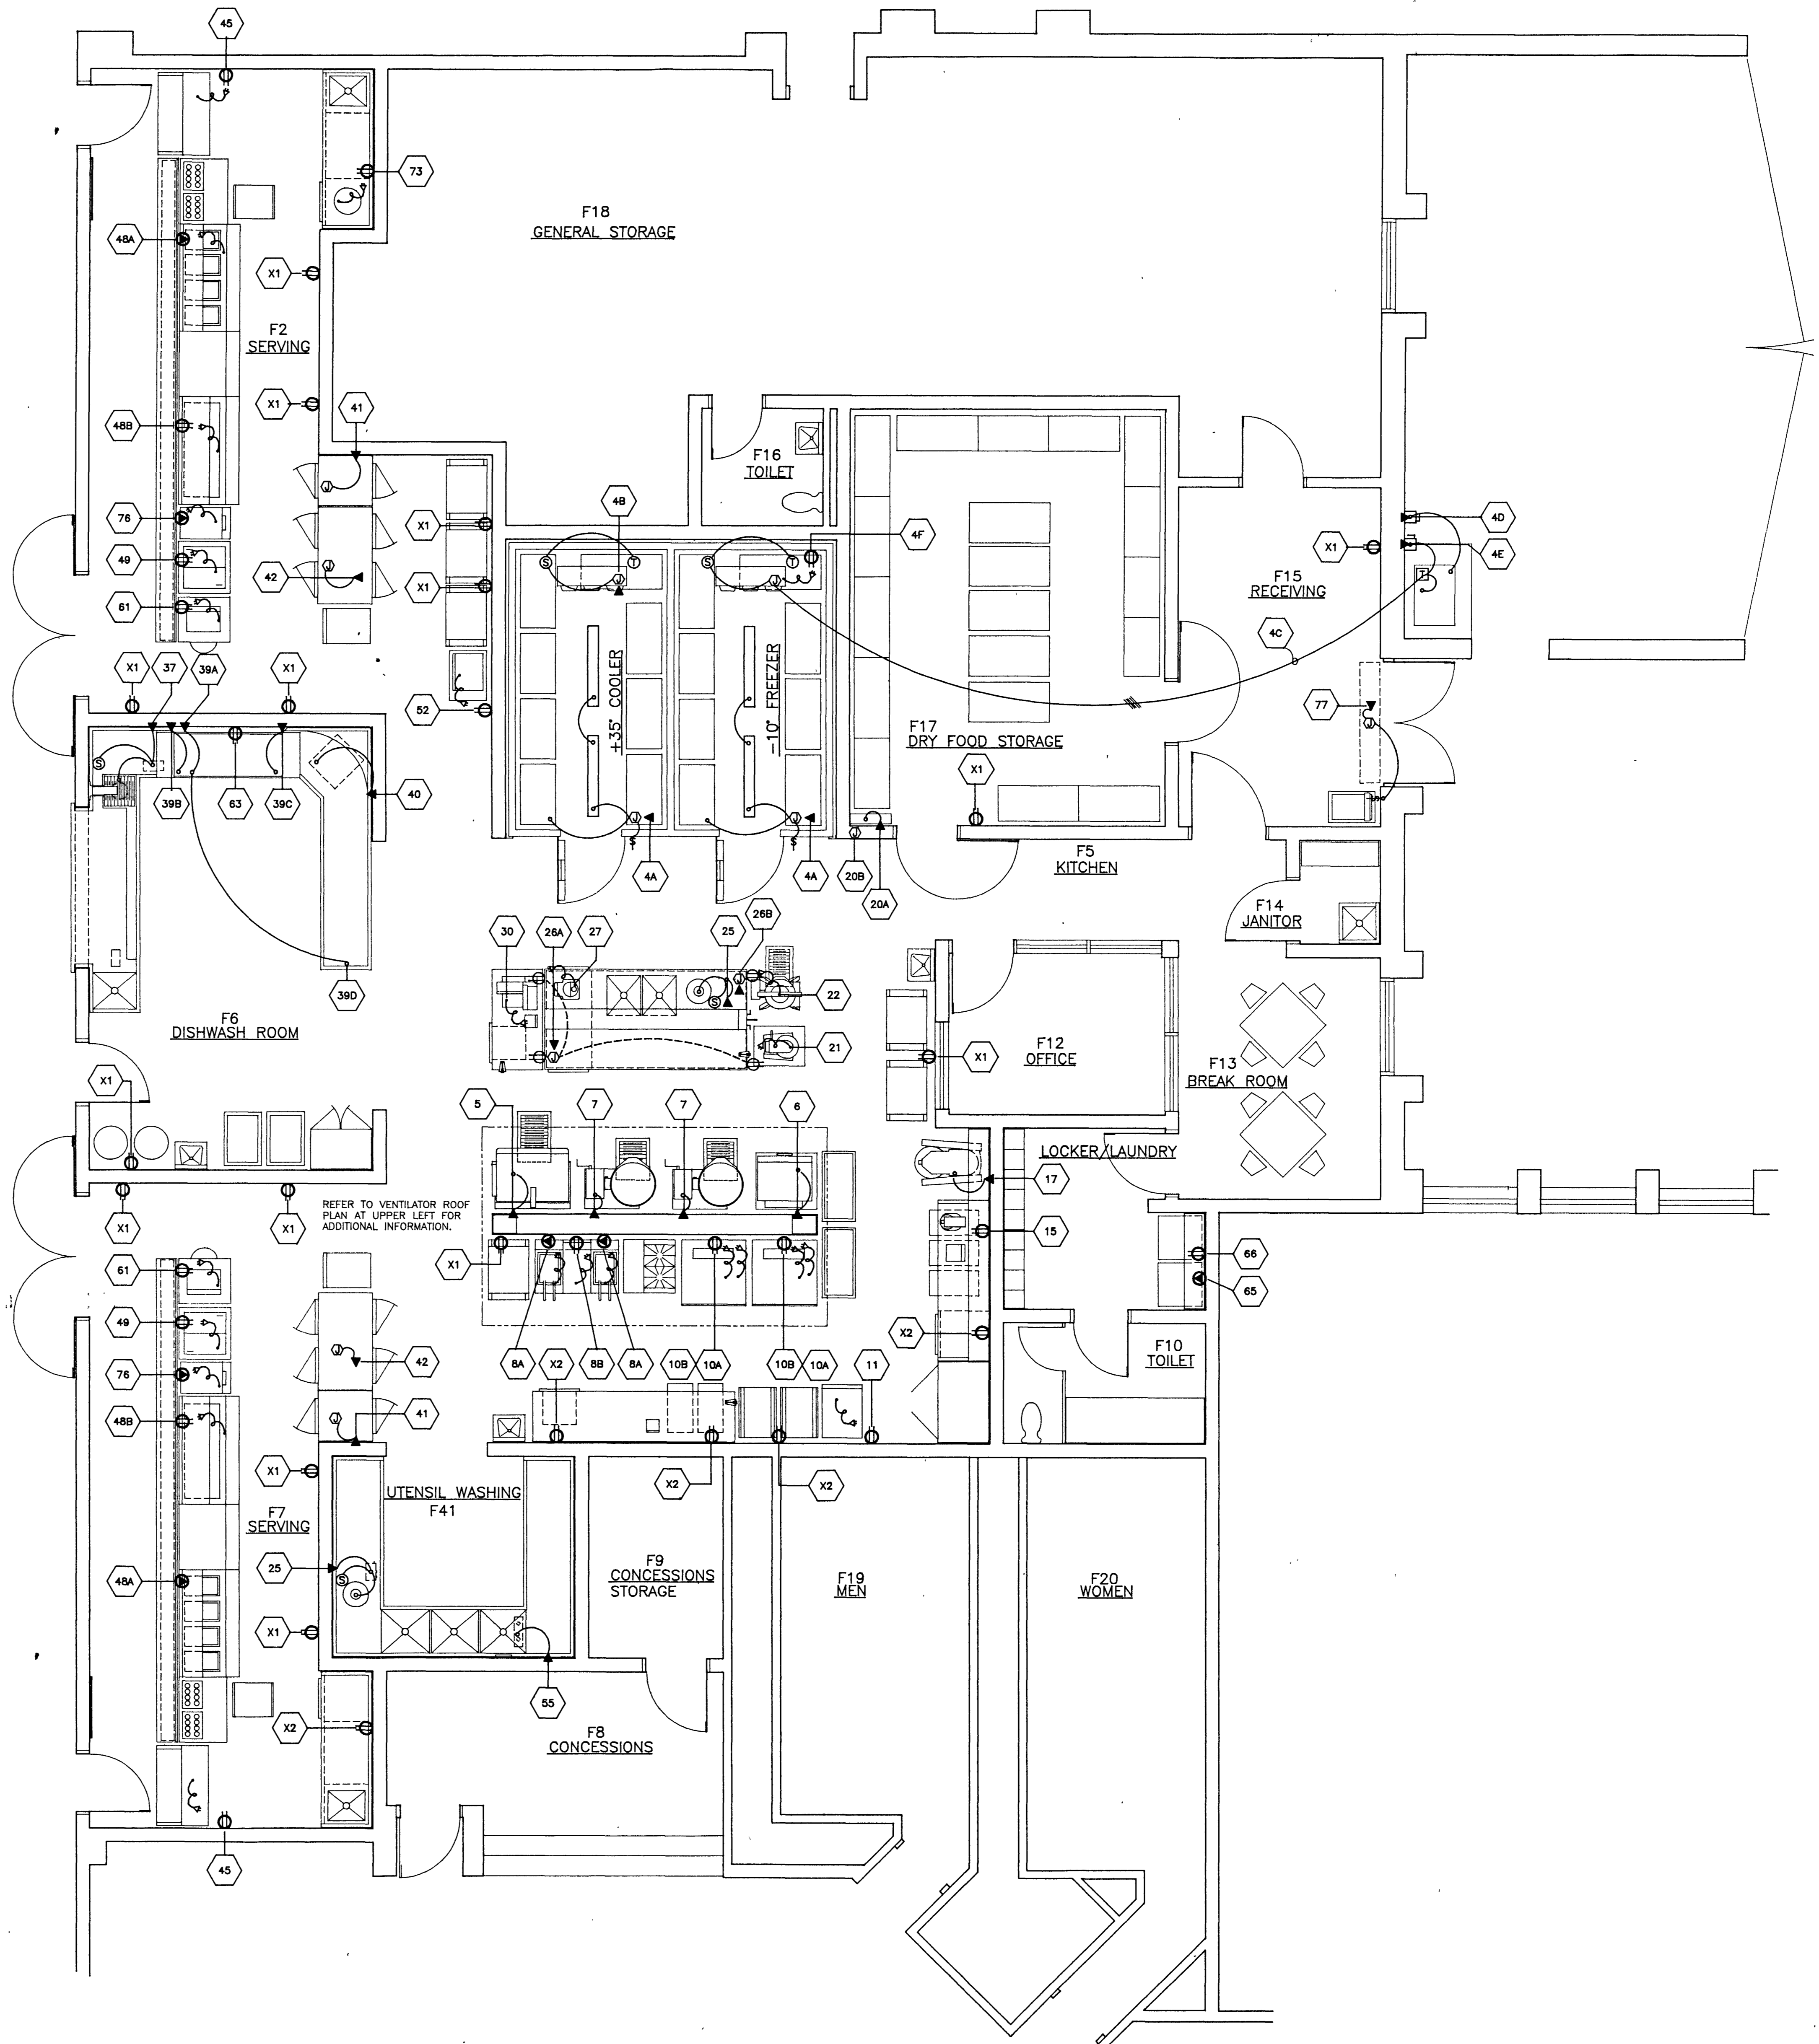 45
73
F18
GENERAL STORAGE
48A
X1
F2
SERVING
X1
41
48B
F16
TOILET
4B
76
X1
4F
4D
X1
4E
49
42
X1
F15
RECEIVING
61
4C
X1
37
39A
X1
52
+35° COOLER
-10° FREEZER
77
F17
DRY FOOD STORAGE
X1
39B
63
39C
40
S
S
F5
KITCHEN
4A
4A
20B
20A
F14
JANITOR
30
26A
27
25
26B
39D
22
F6
DISHWASH ROOM
21
X1
F12
OFFICE
F13
BREAK ROOM
X1
5
7
7
6
LOCKER/LAUNDRY
17
X1
X1
REFER TO VENTILATOR ROOF
PLAN AT UPPER LEFT FOR
ADDITIONAL INFORMATION.
15
66
61
X1
65
49
X2
42
8A
X2
8B
8A
10B
10A
10B
10A
11
F10
TOILET
76
48B
41
X1
X2
X2
UTENSIL WASHING
F41
F7
SERVING
25
48A
F9
CONCESSIONS
STORAGE
F19
MEN
F20
WOMEN
X1
55
X2
F8
CONCESSIONS
45
S
T
S
T
J
J
J
J
J
J
S
J
J
J
T
J
J
S
J
J
J
S